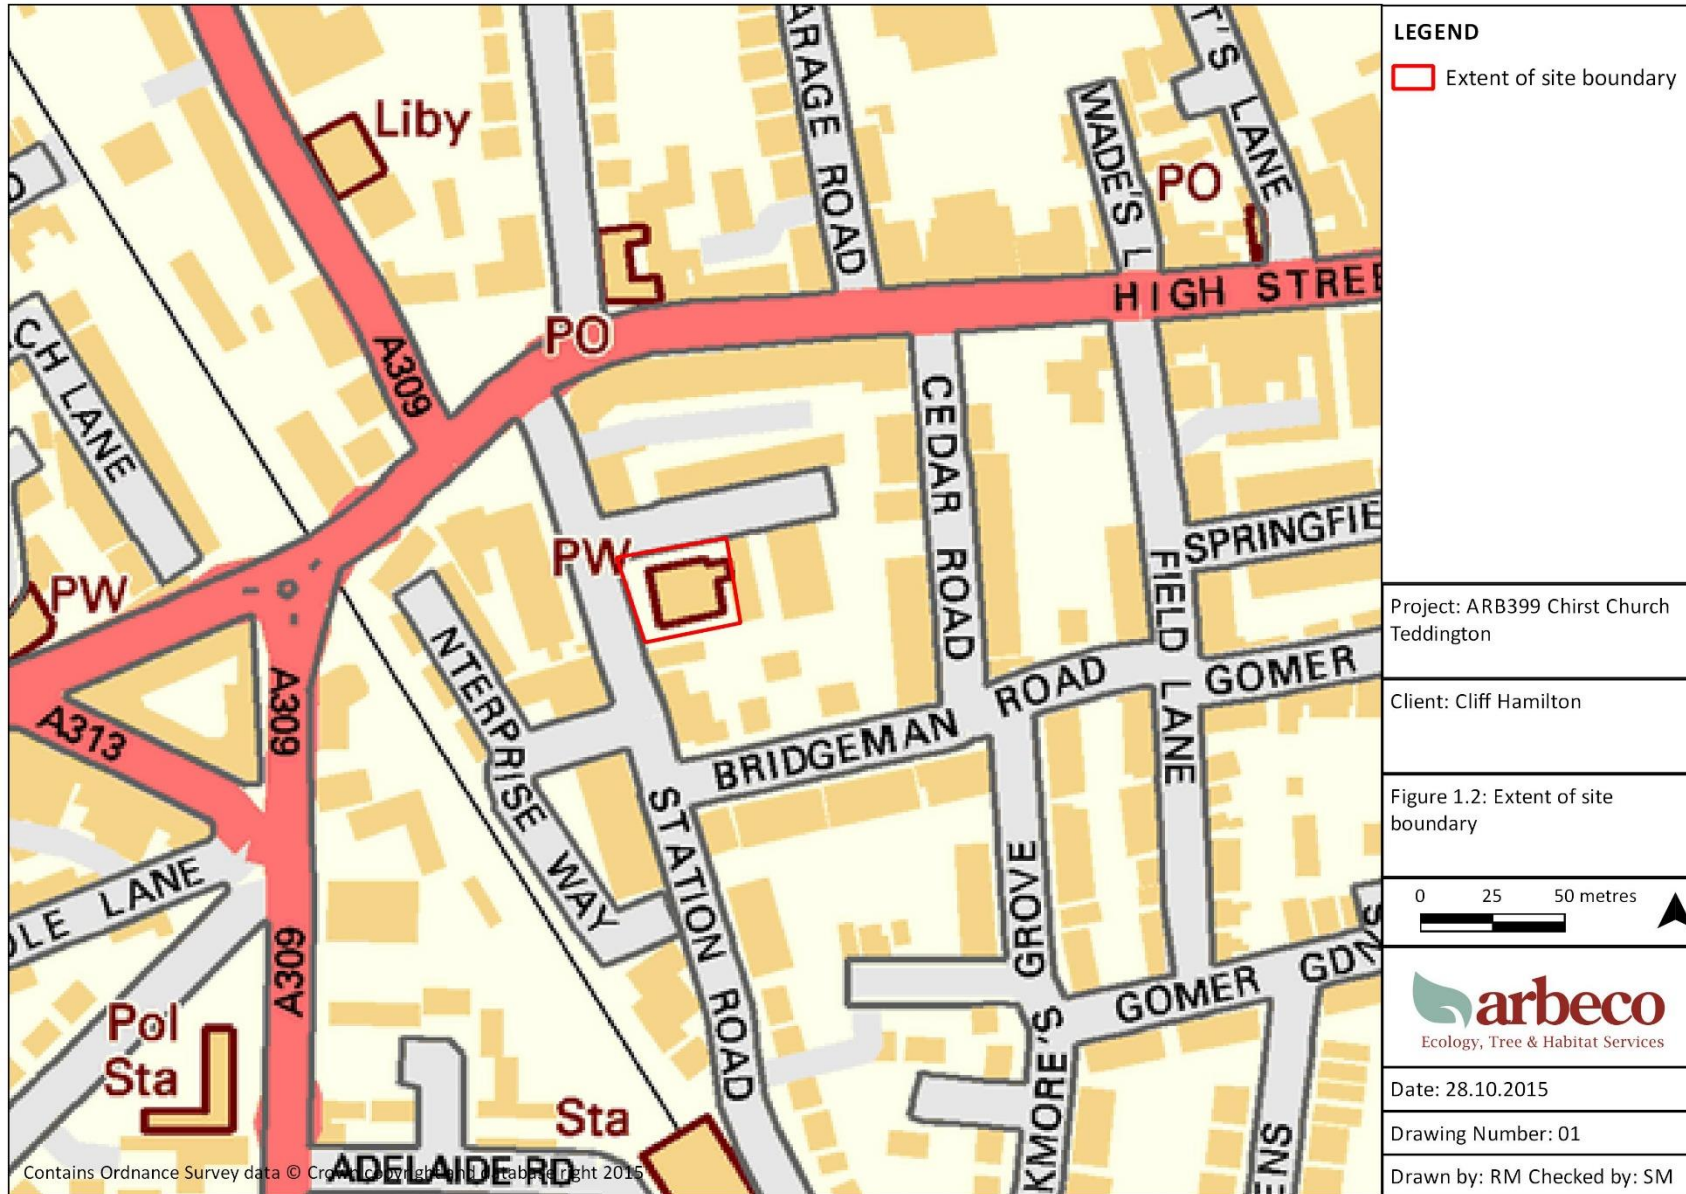 Liby
ARAGE ROAD
WADE'S L
T'S LANE
PO
HIGH STREE
A309
PO
CH LANE
CEDAR ROAD
SPRINGFIE
PW
PW
FIELD LANE
NTERPRISE WAY
A309
A313
BRIDGEMAN ROAD
GOMER
STATION ROAD
OLE LANE
A309
GROVE
GOMER GDNS
Pol
Sta
Sta
KMORE'S
ENS
ADELAIDE RD
Contains Ordnance Survey data © Crown copyright and database right 2015
LEGEND
Extent of site boundary
Project: ARB399 Chirst Church
Teddington
Client: Cliff Hamilton
Figure 1.2: Extent of site
boundary
0 25 50 metres
arbeco
Ecology, Tree & Habitat Services
Date: 28.10.2015
Drawing Number: 01
Drawn by: RM Checked by: SM